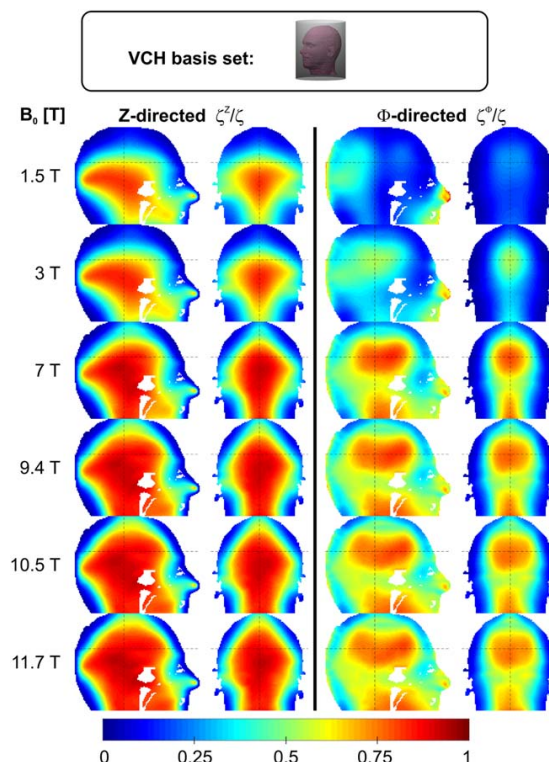 VCH basis set:
B₀ [T] Z-directed ζᶻ/ζ Φ-directed ζᶲ/ζ
1.5 T
3 T
7 T
9.4 T
10.5 T
11.7 T
0 0.25 0.5 0.75 1